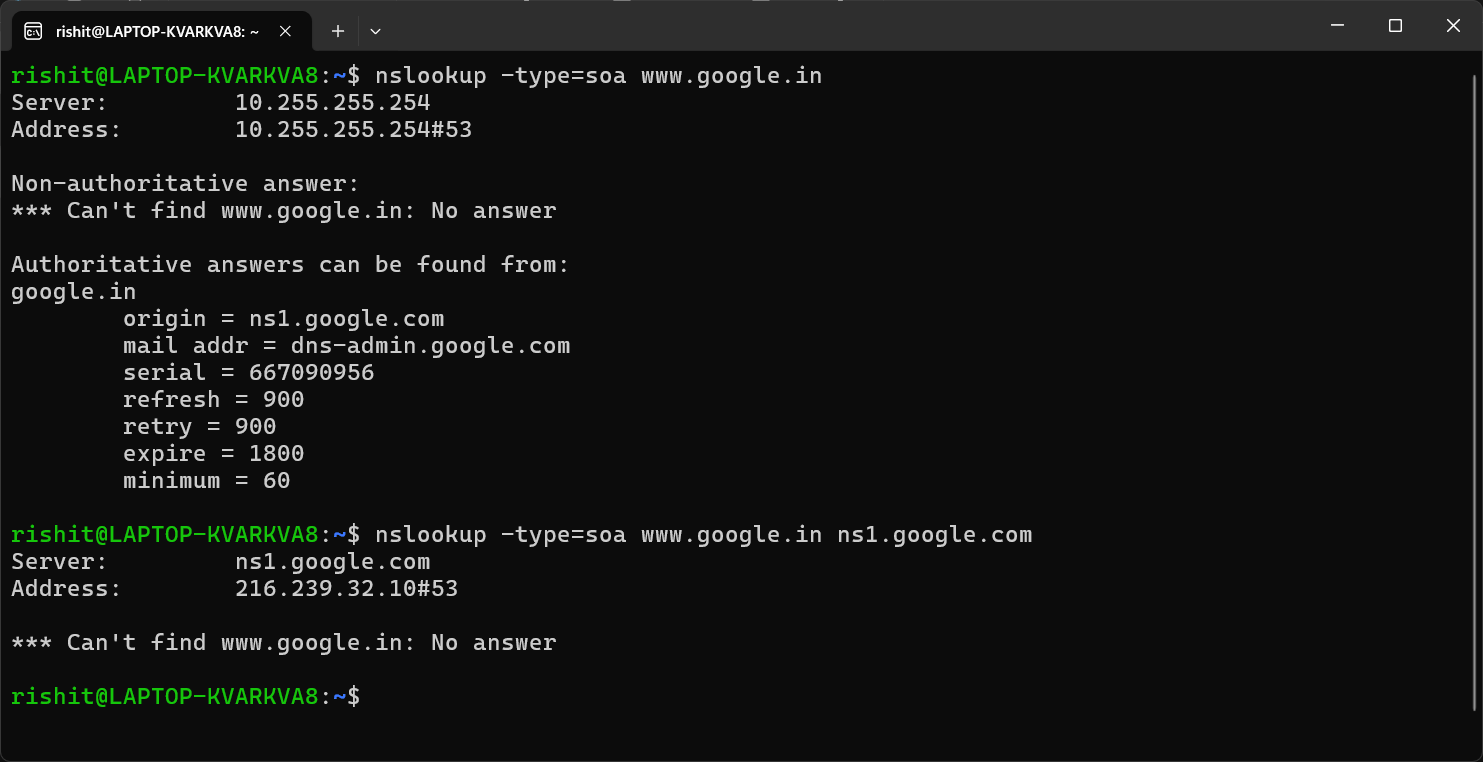 rishit@LAPTOP-KVARKVA8: ~
rishit@LAPTOP-KVARKVA8:~$ nslookup -type=soa www.google.in
Server:         10.255.255.254
Address:        10.255.255.254#53

Non-authoritative answer:
*** Can't find www.google.in: No answer

Authoritative answers can be found from:
google.in
        origin = ns1.google.com
        mail addr = dns-admin.google.com
        serial = 667090956
        refresh = 900
        retry = 900
        expire = 1800
        minimum = 60

rishit@LAPTOP-KVARKVA8:~$ nslookup -type=soa www.google.in ns1.google.com
Server:         ns1.google.com
Address:        216.239.32.10#53

*** Can't find www.google.in: No answer

rishit@LAPTOP-KVARKVA8:~$